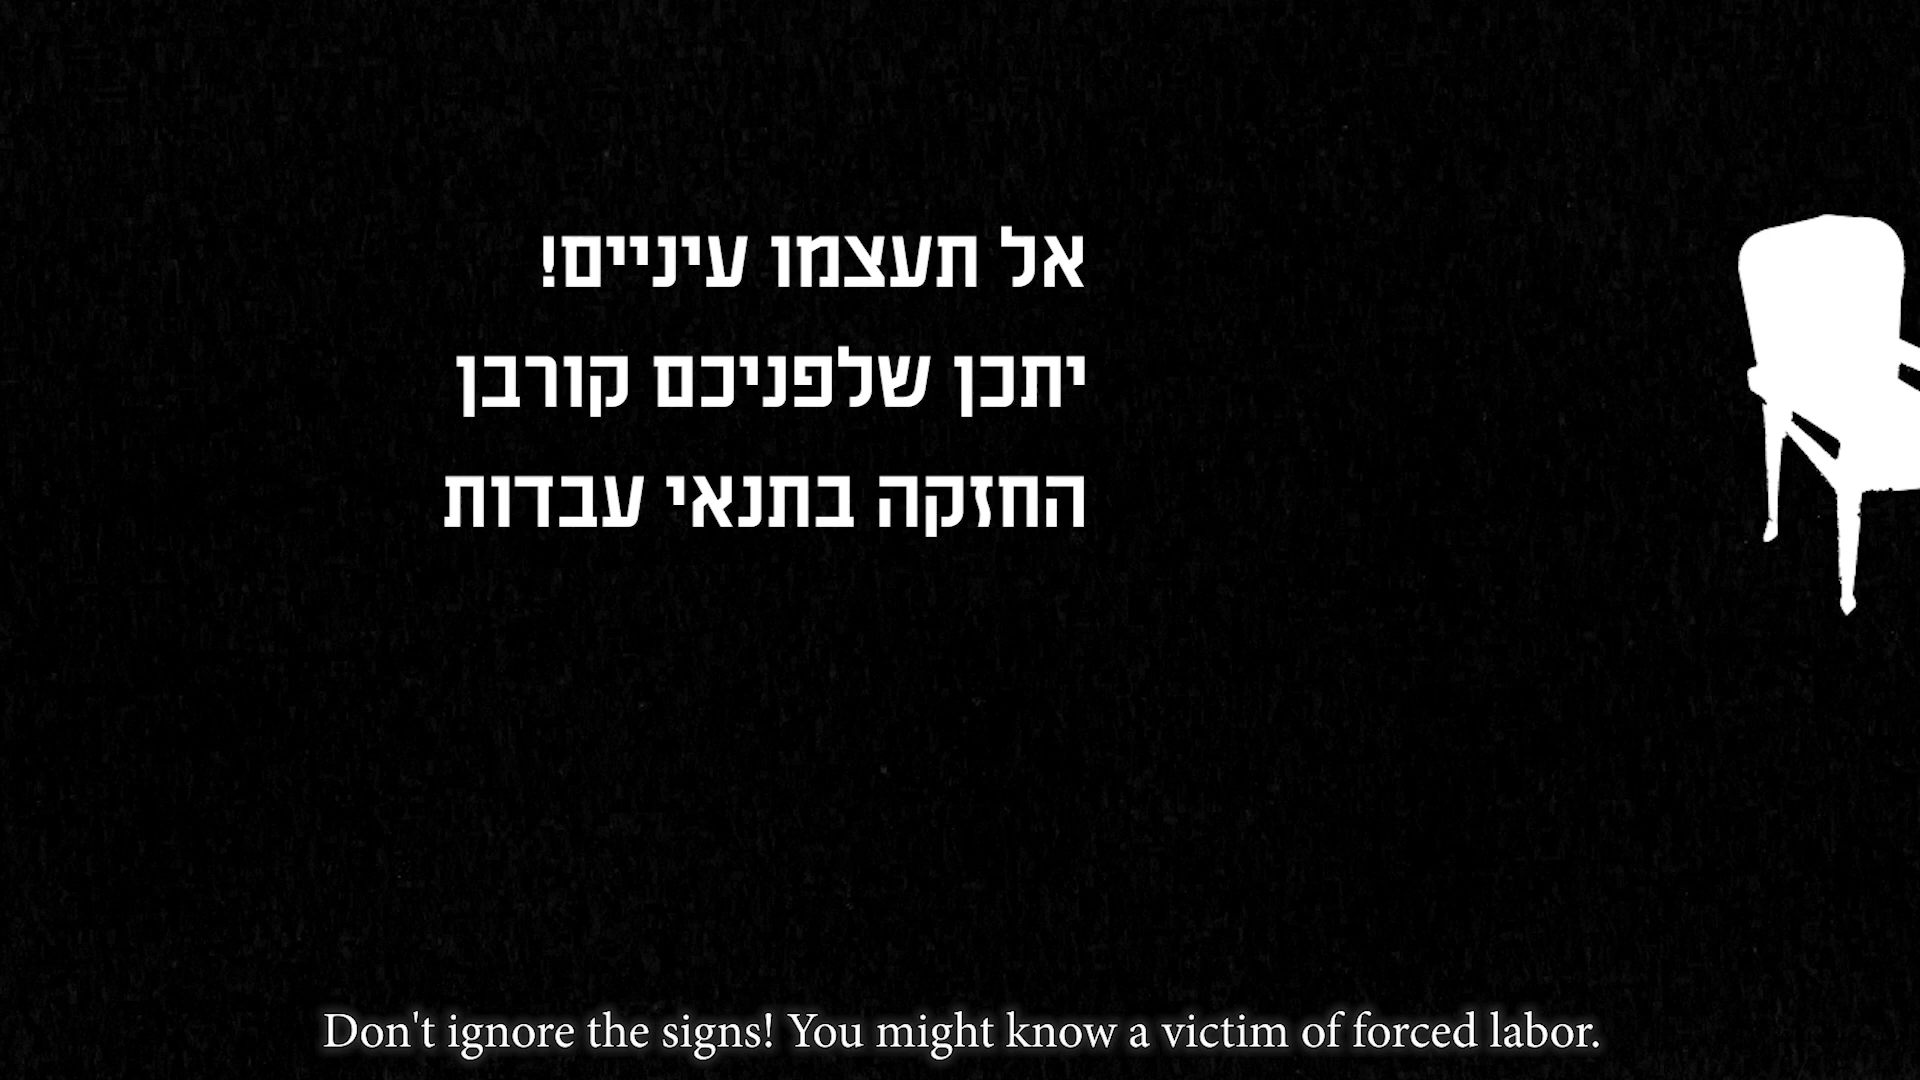 אל תעצמו עיניים!
יתכן שלפניכם קורבן
החזקה בתנאי עבדות
Don't ignore the signs! You might know a victim of forced labor.